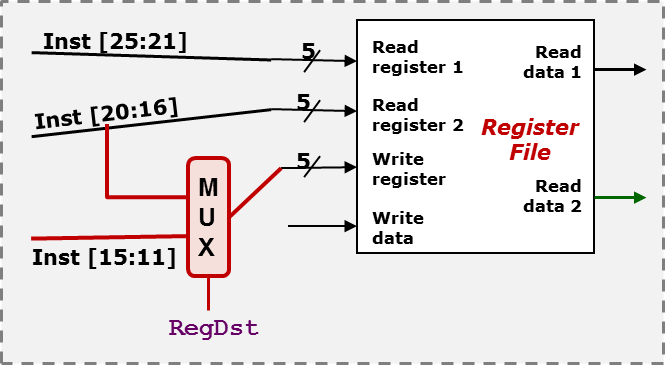 Inst [25:21]
5
Read
register 1
Read
data 1
Inst [20:16]
5
Read
register 2
Register
File
5
Write
register
M
U
X
Read
data 2
Write
data
Inst [15:11]
RegDst